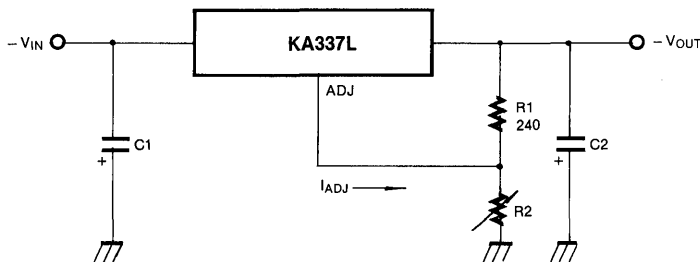 − VIN
KA337L
− VOUT
ADJ
R1
240
C1
+
C2
+
IADJ
R2